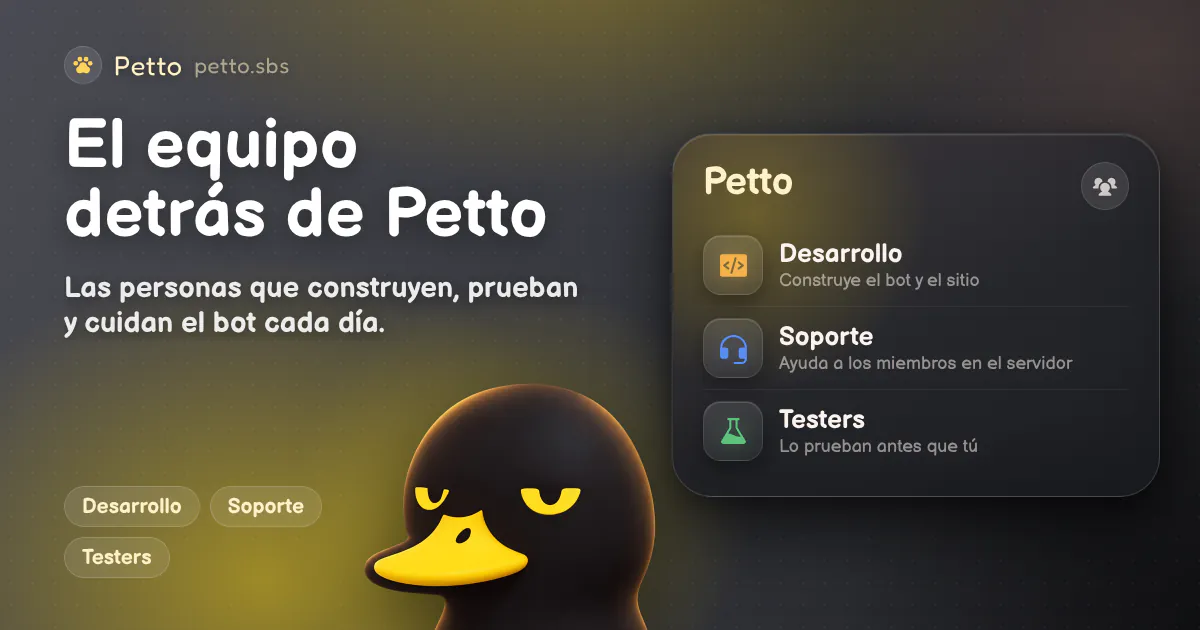 Petto petto.sbs
El equipo
detrás de Petto
Las personas que construyen, prueban
y cuidan el bot cada día.
Desarrollo Soporte
Testers
Petto
Desarrollo
Construye el bot y el sitio
Soporte
Ayuda a los miembros en el servidor
Testers
Lo prueban antes que tú